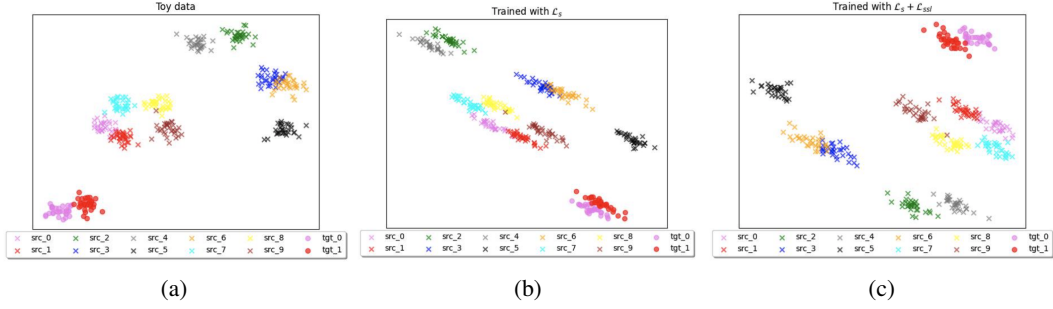 Toy data
src_0 src_2 src_4 src_6 src_8 tgt_0
src_1 src_3 src_5 src_7 src_9 tgt_1
(a)
Trained with ℒₛ
src_0 src_2 src_4 src_6 src_8 tgt_0
src_1 src_3 src_5 src_7 src_9 tgt_1
(b)
Trained with ℒₛ + ℒₛₛₗ
src_0 src_2 src_4 src_6 src_8 tgt_0
src_1 src_3 src_5 src_7 src_9 tgt_1
(c)